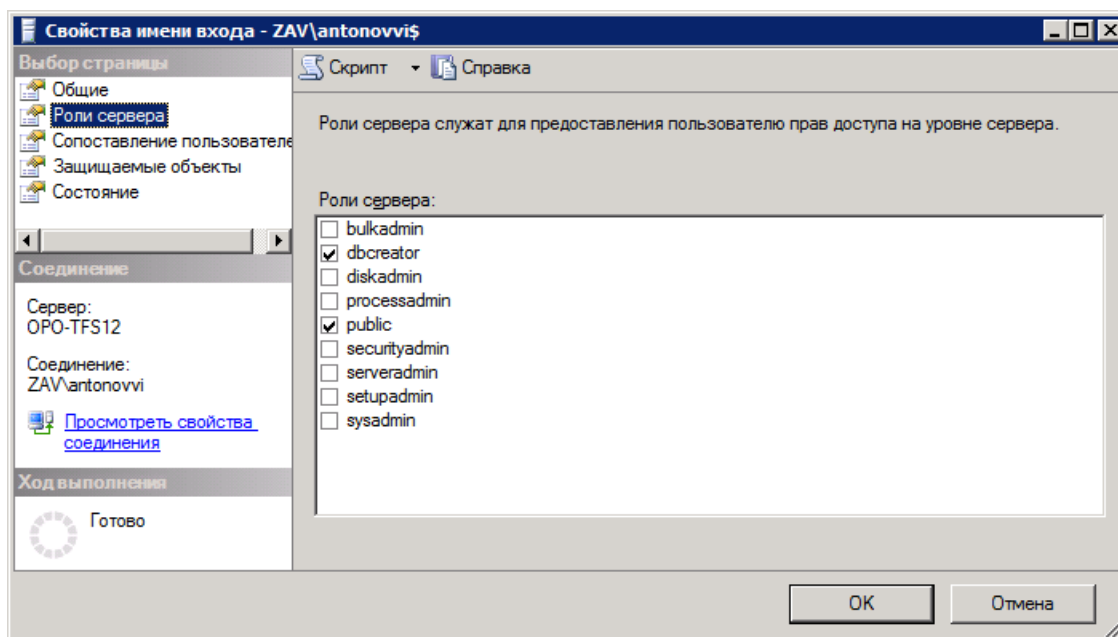 Свойства имени входа - ZAV\antonovvi$
Выбор страницы
Общие
Роли сервера
Сопоставление пользователе
Защищаемые объекты
Состояние
Соединение
Сервер:
OPO-TFS12
Соединение:
ZAV\antonovvi
Просмотреть свойства
соединения
Ход выполнения
Готово
Скрипт
Справка
Роли сервера служат для предоставления пользователю прав доступа на уровне сервера.
Роли сервера:
bulkadmin
dbcreator
diskadmin
processadmin
public
securityadmin
serveradmin
setupadmin
sysadmin
OK
Отмена